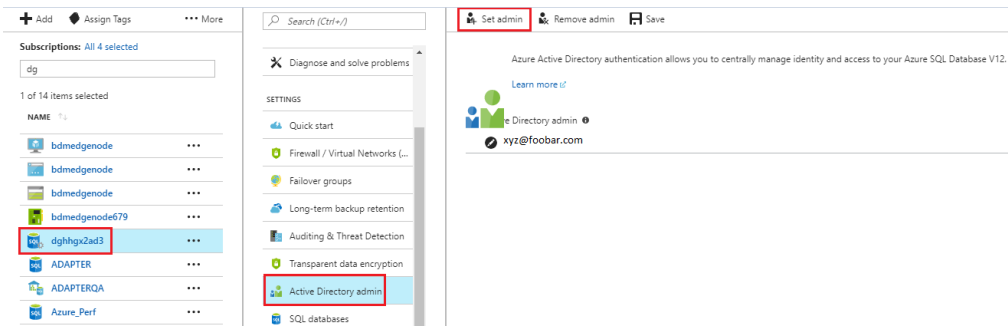 Add Assign Tags ••• More
Subscriptions: All 4 selected
dg
1 of 14 items selected
NAME ↑↓
bdmedgenode •••
bdmedgenode •••
bdmedgenode •••
bdmedgenode679 •••
dghhgx2ad3 •••
ADAPTER •••
ADAPTERQA •••
Azure_Perf •••
Search (Ctrl+/)
Diagnose and solve problems
SETTINGS
Quick start
Firewall / Virtual Networks (...
Failover groups
Long-term backup retention
Auditing & Threat Detection
Transparent data encryption
Active Directory admin
SQL databases
Set admin Remove admin Save
Azure Active Directory authentication allows you to centrally manage identity and access to your Azure SQL Database V12.
Learn more
e Directory admin
xyz@foobar.com